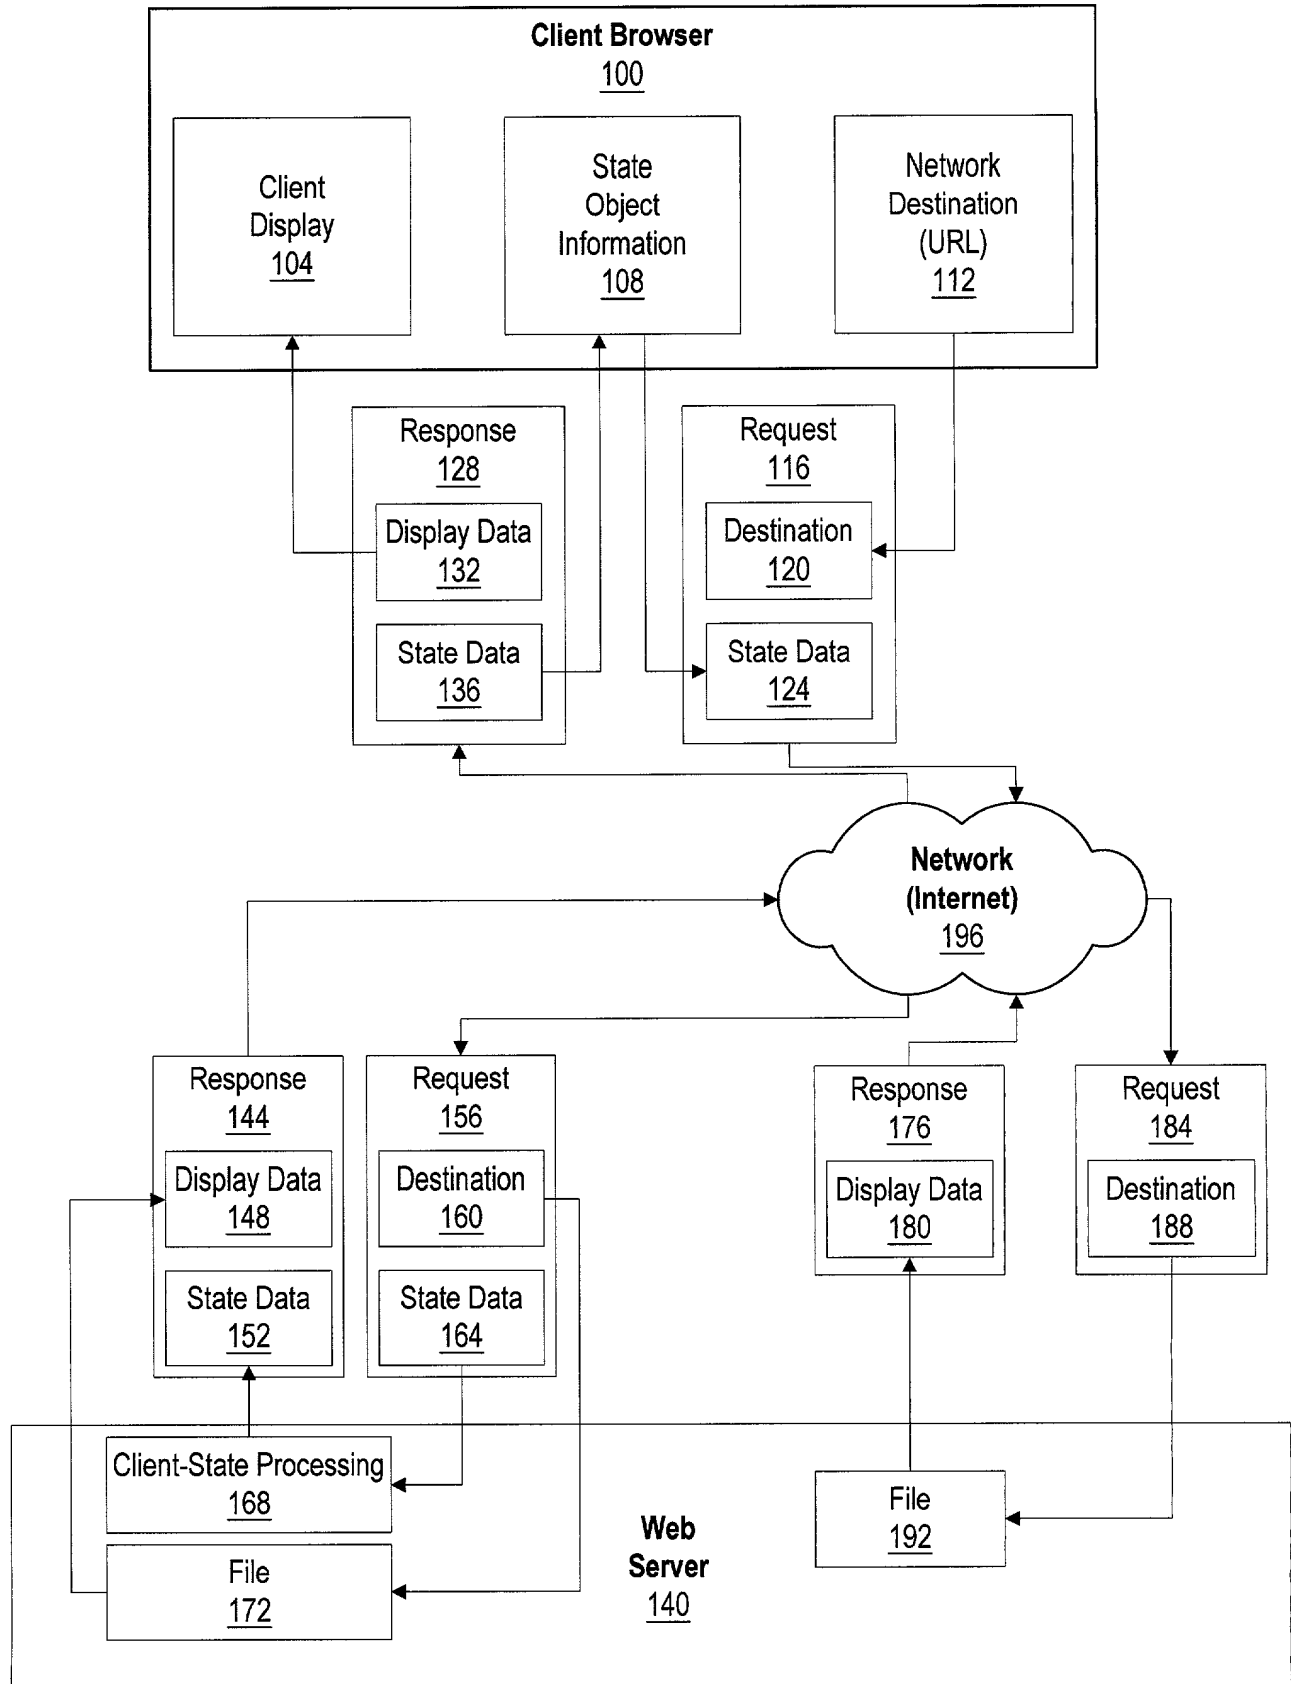 Client Browser
100
Client
Display
104
State
Object
Information
108
Network
Destination
(URL)
112
Response
128
Display Data
132
State Data
136
Request
116
Destination
120
State Data
124
Network
(Internet)
196
Response
144
Display Data
148
State Data
152
Request
156
Destination
160
State Data
164
Response
176
Display Data
180
Request
184
Destination
188
Client-State Processing
168
File
172
Web
Server
140
File
192